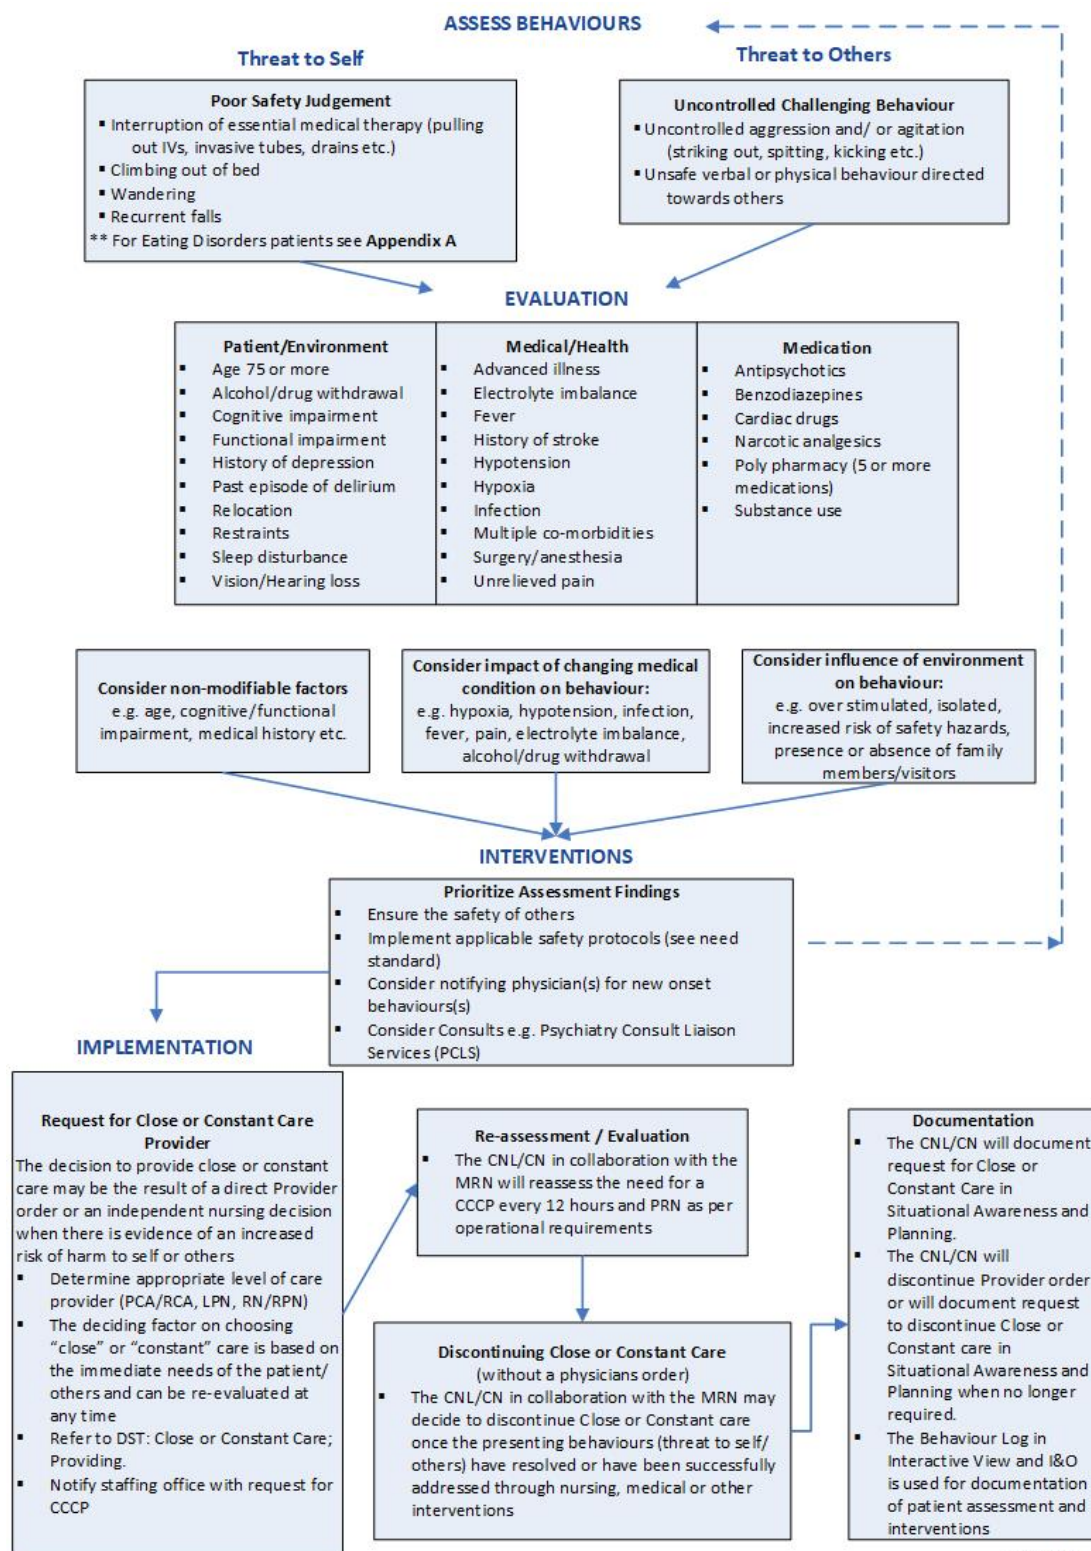 ASSESS BEHAVIOURS
Threat to Self
Poor Safety Judgement
▪ Interruption of essential medical therapy (pulling
out IVs, invasive tubes, drains etc.)
▪ Climbing out of bed
▪ Wandering
▪ Recurrent falls
** For Eating Disorders patients see Appendix A
Threat to Others
Uncontrolled Challenging Behaviour
▪ Uncontrolled aggression and/ or agitation
(striking out, spitting, kicking etc.)
▪ Unsafe verbal or physical behaviour directed
towards others
EVALUATION
Patient/Environment
▪ Age 75 or more
▪ Alcohol/drug withdrawal
▪ Cognitive impairment
▪ Functional impairment
▪ History of depression
▪ Past episode of delirium
▪ Relocation
▪ Restraints
▪ Sleep disturbance
▪ Vision/Hearing loss
Medical/Health
▪ Advanced illness
▪ Electrolyte imbalance
▪ Fever
▪ History of stroke
▪ Hypotension
▪ Hypoxia
▪ Infection
▪ Multiple co-morbidities
▪ Surgery/anesthesia
▪ Unrelieved pain
Medication
▪ Antipsychotics
▪ Benzodiazepines
▪ Cardiac drugs
▪ Narcotic analgesics
▪ Poly pharmacy (5 or more
medications)
▪ Substance use
Consider non-modifiable factors
e.g. age, cognitive/functional
impairment, medical history etc.
Consider impact of changing medical
condition on behaviour:
e.g. hypoxia, hypotension, infection,
fever, pain, electrolyte imbalance,
alcohol/drug withdrawal
Consider influence of environment
on behaviour:
e.g. over stimulated, isolated,
increased risk of safety hazards,
presence or absence of family
members/visitors
INTERVENTIONS
Prioritize Assessment Findings
▪ Ensure the safety of others
▪ Implement applicable safety protocols (see need
standard)
▪ Consider notifying physician(s) for new onset
behaviours(s)
▪ Consider Consults e.g. Psychiatry Consult Liaison
Services (PCLS)
IMPLEMENTATION
Request for Close or Constant Care
Provider
The decision to provide close or constant
care may be the result of a direct Provider
order or an independent nursing decision
when there is evidence of an increased
risk of harm to self or others
▪ Determine appropriate level of care
provider (PCA/RCA, LPN, RN/RPN)
▪ The deciding factor on choosing
“close” or “constant” care is based on
the immediate needs of the patient/
others and can be re-evaluated at
any time
▪ Refer to DST: Close or Constant Care;
Providing.
▪ Notify staffing office with request for
CCCP
Re-assessment / Evaluation
▪ The CNL/CN in collaboration with the
MRN will reassess the need for a
CCCP every 12 hours and PRN as per
operational requirements
Discontinuing Close or Constant Care
(without a physicians order)
▪ The CNL/CN in collaboration with the MRN may
decide to discontinue Close or Constant care
once the presenting behaviours (threat to self/
others) have resolved or have been successfully
addressed through nursing, medical or other
interventions
Documentation
▪ The CNL/CN will document
request for Close or
Constant Care in
Situational Awareness and
Planning.
▪ The CNL/CN will
discontinue Provider order
or will document request
to discontinue Close or
Constant care in
Situational Awareness and
Planning when no longer
required.
▪ The Behaviour Log in
Interactive View and I&O
is used for documentation
of patient assessment and
interventions